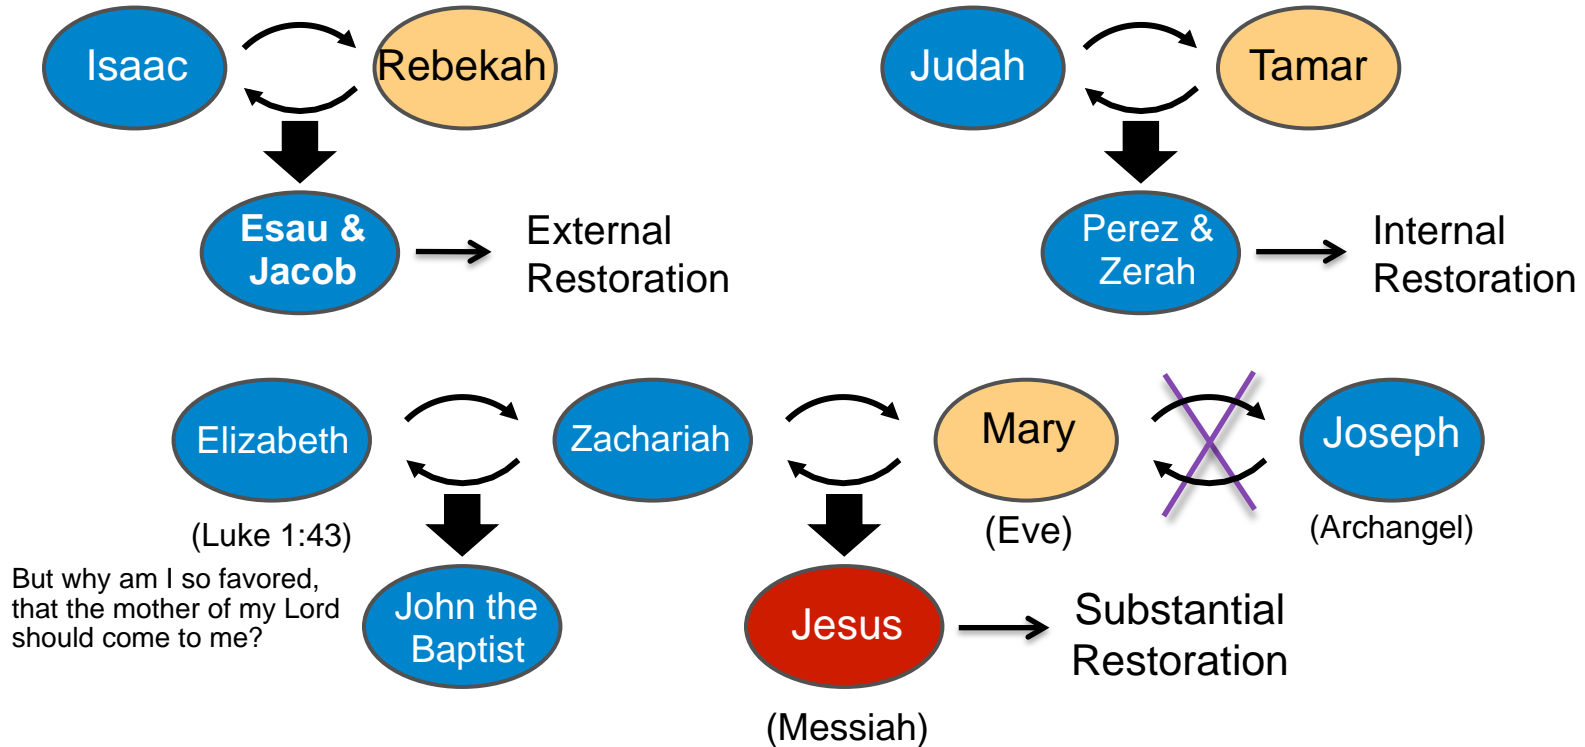 Isaac
Rebekah
Judah
Tamar
Esau &
Jacob
External
Restoration
Perez &
Zerah
Internal
Restoration
Elizabeth
Zachariah
Mary
Joseph
(Luke 1:43)
(Eve)
(Archangel)
But why am I so favored,
that the mother of my Lord
should come to me?
John the
Baptist
Jesus
Substantial
Restoration
(Messiah)